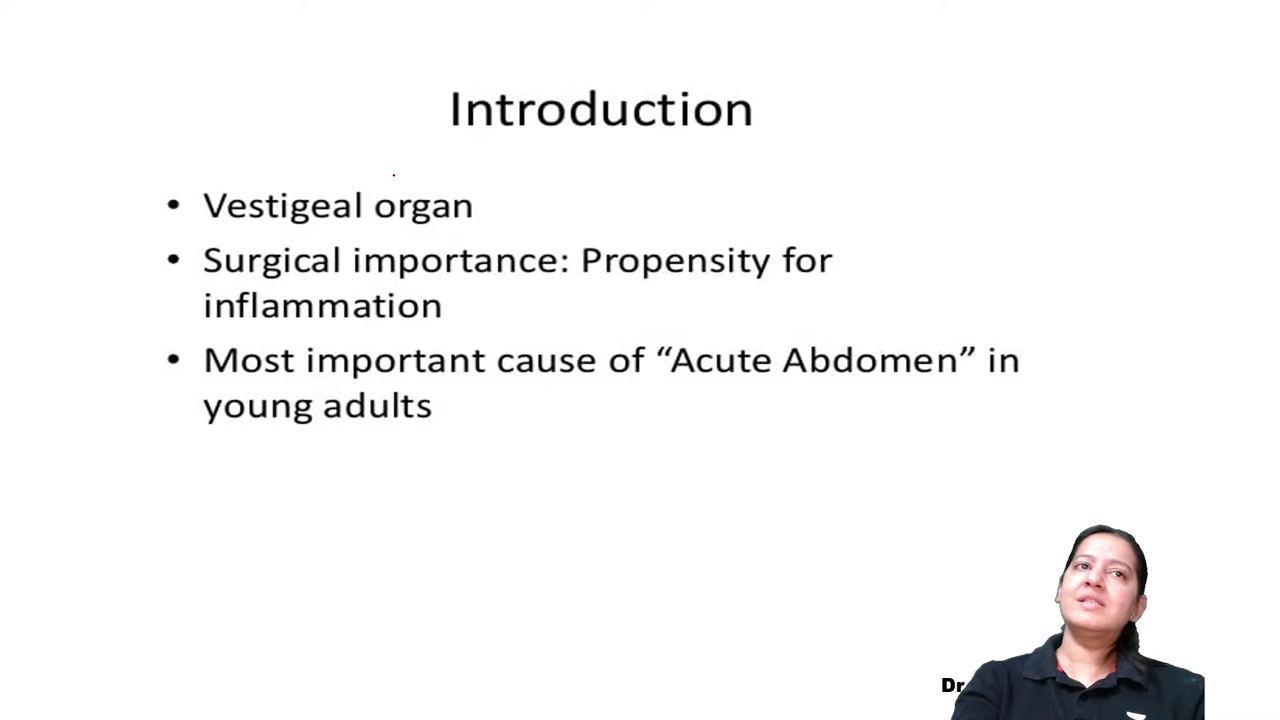 Introduction
• Vestigeal organ
• Surgical importance: Propensity for
inflammation
• Most important cause of “Acute Abdomen” in
young adults
Dr